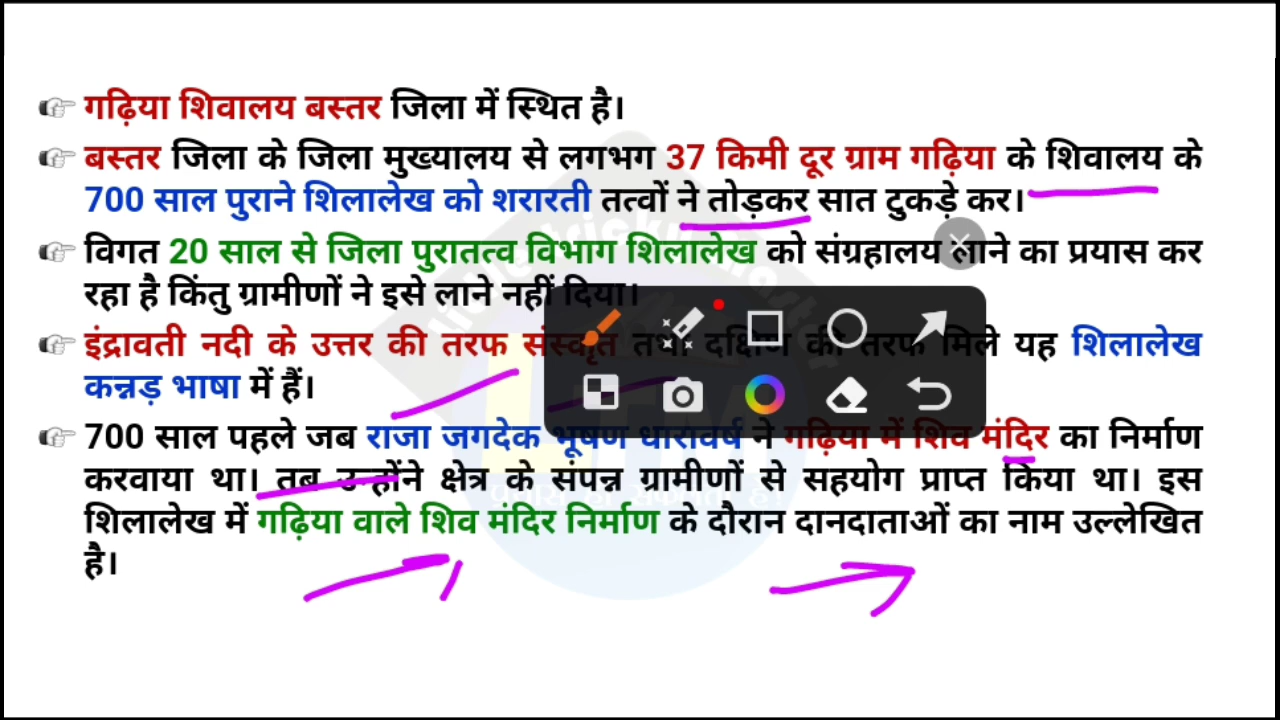 गढ़िया शिवालय बस्तर जिला में स्थित है।
बस्तर जिला के जिला मुख्यालय से लगभग 37 किमी दूर ग्राम गढ़िया के शिवालय के
700 साल पुराने शिलालेख को शरारती तत्वों ने तोड़कर सात टुकड़े कर।
विगत 20 साल से जिला पुरातत्व विभाग शिलालेख को संग्रहालय लाने का प्रयास कर
रहा है किंतु ग्रामीणों ने इसे लाने नहीं दिया।
इंद्रावती नदी के उत्तर की तरफ संस्कृत तथा दक्षिण की तरफ मिले यह शिलालेख
कन्नड़ भाषा में हैं।
700 साल पहले जब राजा जगदेक भूषण धारावर्ष ने गढ़िया में शिव मंदिर का निर्माण
करवाया था। तब उन्होंने क्षेत्र के संपन्न ग्रामीणों से सहयोग प्राप्त किया था। इस
शिलालेख में गढ़िया वाले शिव मंदिर निर्माण के दौरान दानदाताओं का नाम उल्लेखित
है।